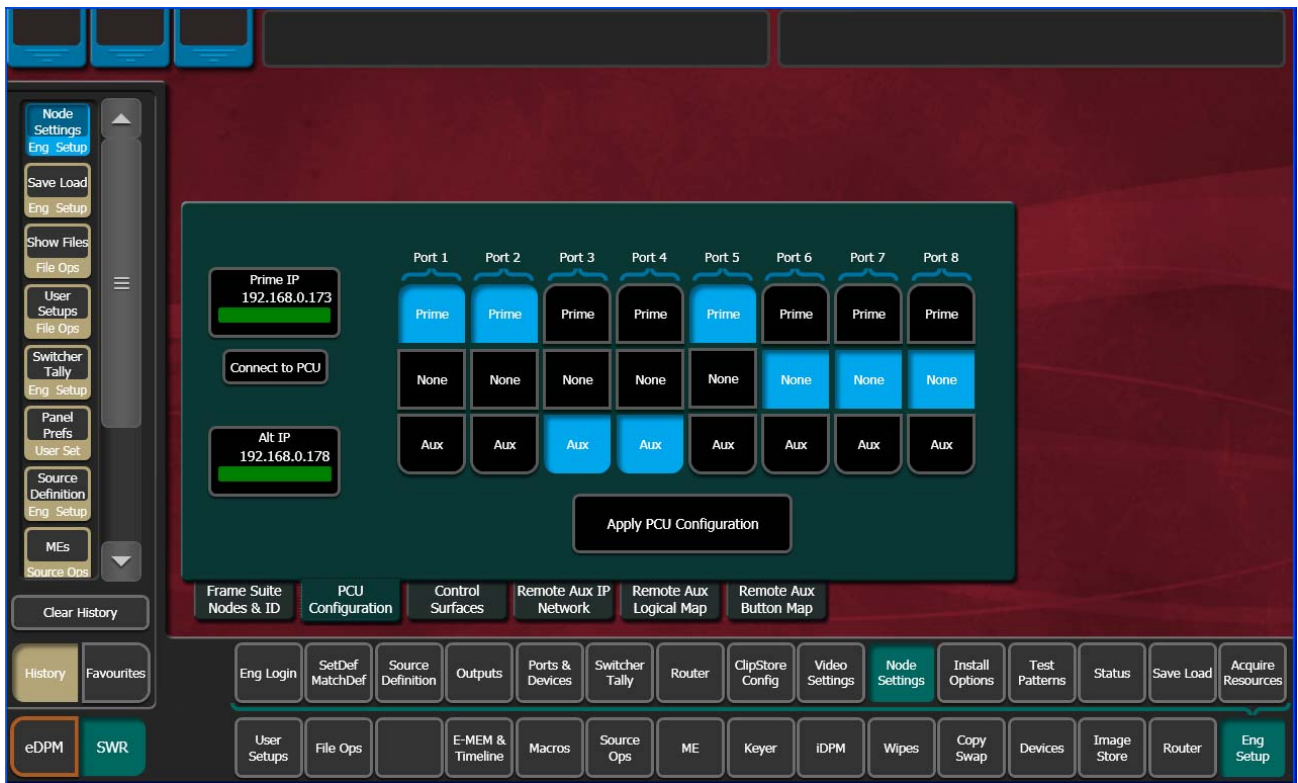 Node
Settings
Eng Setup
Save Load
Eng Setup
Show Files
File Ops
User
Setups
File Ops
Switcher
Tally
Eng Setup
Panel
Prefs
User Set
Source
Definition
Eng Setup
MEs
Source Ops
Clear History
History Favourites
eDPM SWR
Port 1 Port 2 Port 3 Port 4 Port 5 Port 6 Port 7 Port 8
Prime IP
192.168.0.173
Prime Prime Prime Prime Prime Prime Prime Prime
Connect to PCU
None None None None None None None None
Alt IP
192.168.0.178
Aux Aux Aux Aux Aux Aux Aux Aux
Apply PCU Configuration
Frame Suite
Nodes & ID
PCU
Configuration
Control
Surfaces
Remote Aux IP
Network
Remote Aux
Logical Map
Remote Aux
Button Map
Eng Login
SetDef
MatchDef
Source
Definition
Outputs
Ports &
Devices
Switcher
Tally
Router
ClipStore
Config
Video
Settings
Node
Settings
Install
Options
Test
Patterns
Status
Save Load
Acquire
Resources
User
Setups
File Ops
E-MEM &
Timeline
Macros
Source
Ops
ME
Keyer
iDPM
Wipes
Copy
Swap
Devices
Image
Store
Router
Eng
Setup